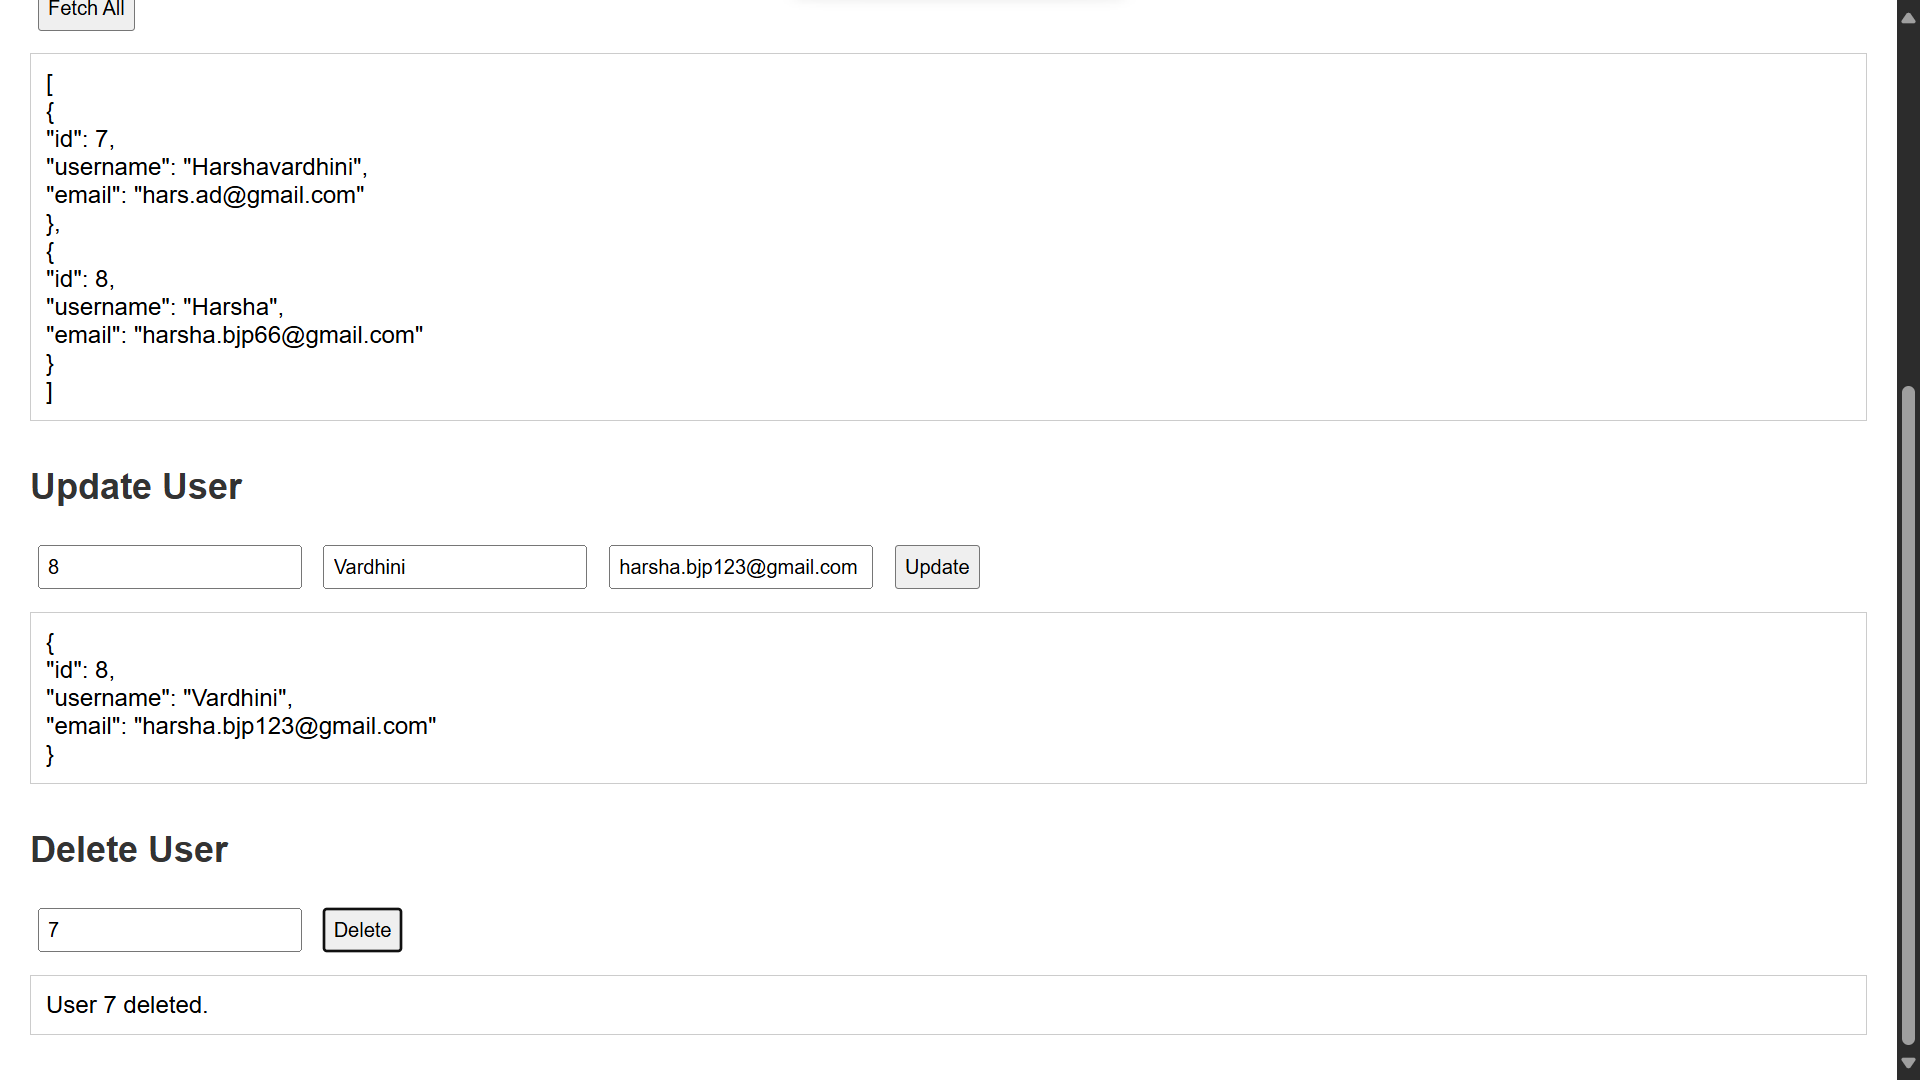 Fetch All
[
{
"id": 7,
"username": "Harshavardhini",
"email": "hars.ad@gmail.com"
},
{
"id": 8,
"username": "Harsha",
"email": "harsha.bjp66@gmail.com"
}
]
Update User
8 Vardhini harsha.bjp123@gmail.com Update
{
"id": 8,
"username": "Vardhini",
"email": "harsha.bjp123@gmail.com"
}
Delete User
7 Delete
User 7 deleted.